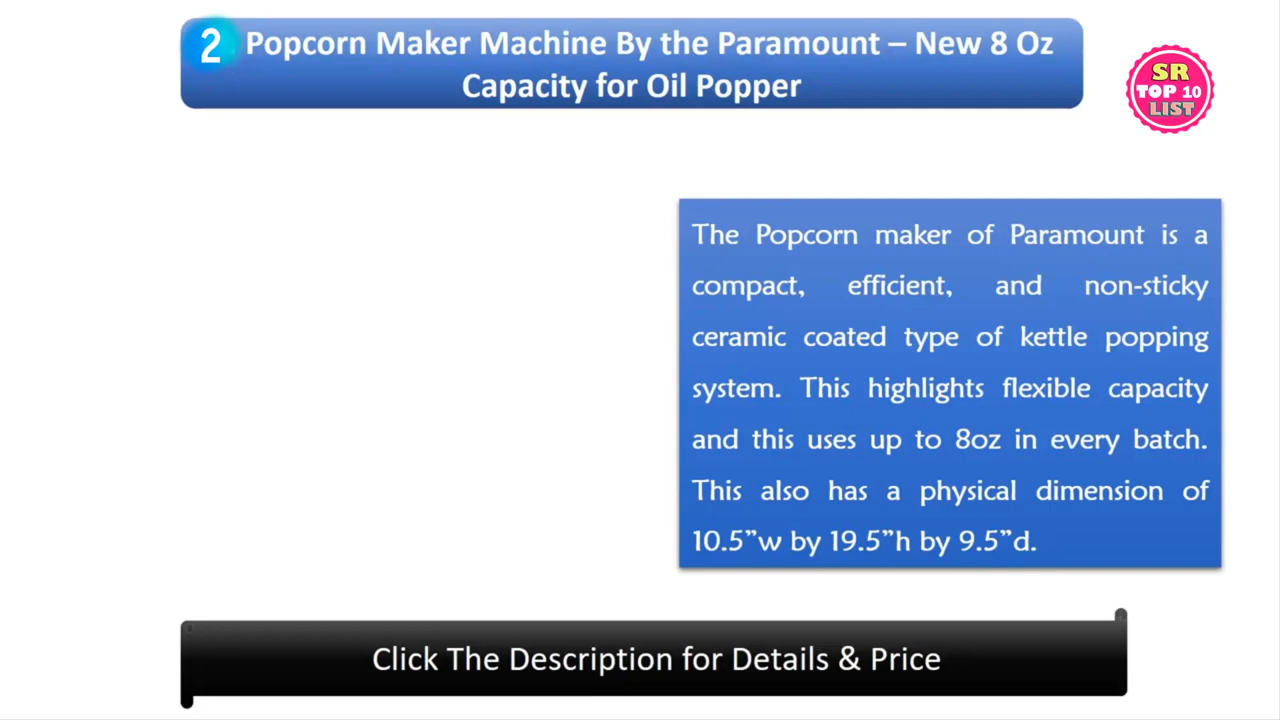 2
Popcorn Maker Machine By the Paramount – New 8 Oz
Capacity for Oil Popper
SR
TOP 10
LIST
The Popcorn maker of Paramount is a
compact, efficient, and non-sticky
ceramic coated type of kettle popping
system. This highlights flexible capacity
and this uses up to 8oz in every batch.
This also has a physical dimension of
10.5”w by 19.5”h by 9.5”d.
Click The Description for Details & Price